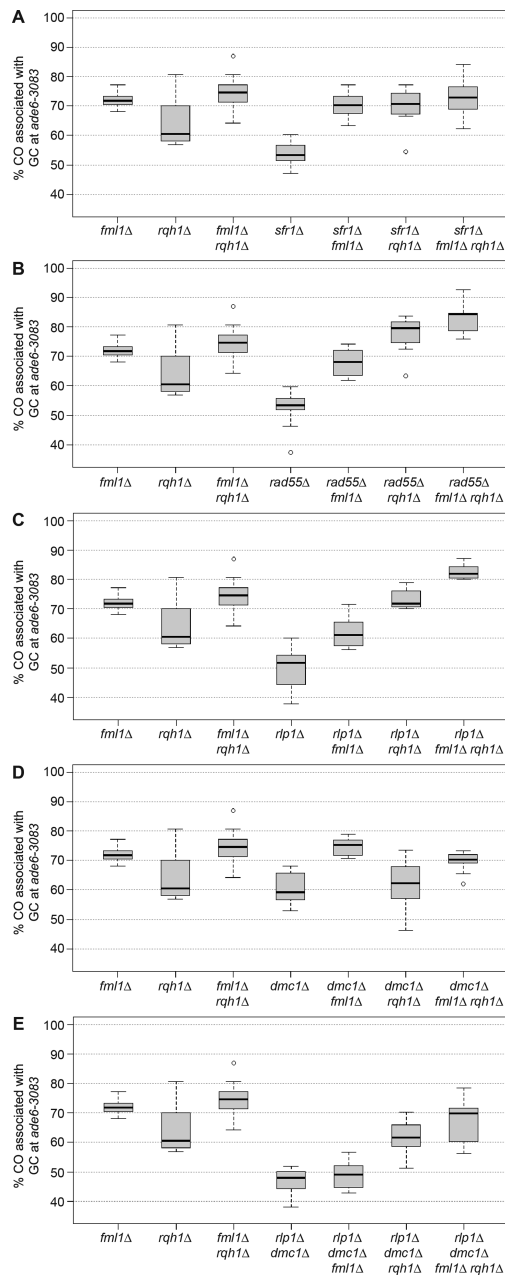 A
% CO associated with
GC at ade6-3083
100
90
80
70
60
50
40
fml1Δ rqh1Δ fml1Δ sfr1Δ sfr1Δ sfr1Δ sfr1Δ
rqh1Δ fml1Δ rqh1Δ fml1Δ rqh1Δ
B
% CO associated with
GC at ade6-3083
100
90
80
70
60
50
40
fml1Δ rqh1Δ fml1Δ rad55Δ rad55Δ rad55Δ rad55Δ
rqh1Δ fml1Δ rqh1Δ fml1Δ rqh1Δ
C
% CO associated with
GC at ade6-3083
100
90
80
70
60
50
40
fml1Δ rqh1Δ fml1Δ rlp1Δ rlp1Δ rlp1Δ rlp1Δ
rqh1Δ fml1Δ rqh1Δ fml1Δ rqh1Δ
D
% CO associated with
GC at ade6-3083
100
90
80
70
60
50
40
fml1Δ rqh1Δ fml1Δ dmc1Δ dmc1Δ dmc1Δ dmc1Δ
rqh1Δ fml1Δ rqh1Δ fml1Δ rqh1Δ
E
% CO associated with
GC at ade6-3083
100
90
80
70
60
50
40
fml1Δ rqh1Δ fml1Δ rlp1Δ rlp1Δ rlp1Δ rlp1Δ
rqh1Δ dmc1Δ dmc1Δ dmc1Δ dmc1Δ
fml1Δ rqh1Δ fml1Δ rqh1Δ